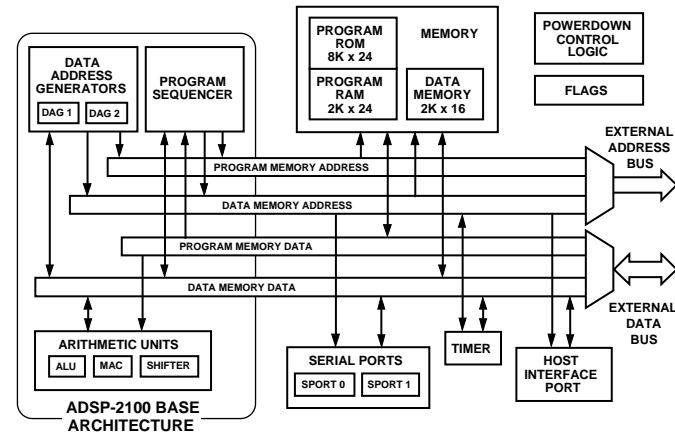 DATA
ADDRESS
GENERATORS
DAG 1
DAG 2
PROGRAM
SEQUENCER
PROGRAM
ROM
8K x 24
MEMORY
PROGRAM
RAM
2K x 24
DATA
MEMORY
2K x 16
POWERDOWN
CONTROL
LOGIC
FLAGS
EXTERNAL
ADDRESS
BUS
PROGRAM MEMORY ADDRESS
DATA MEMORY ADDRESS
PROGRAM MEMORY DATA
DATA MEMORY DATA
EXTERNAL
DATA
BUS
ARITHMETIC UNITS
ALU
MAC
SHIFTER
SERIAL PORTS
SPORT 0
SPORT 1
TIMER
HOST
INTERFACE
PORT
ADSP-2100 BASE
ARCHITECTURE